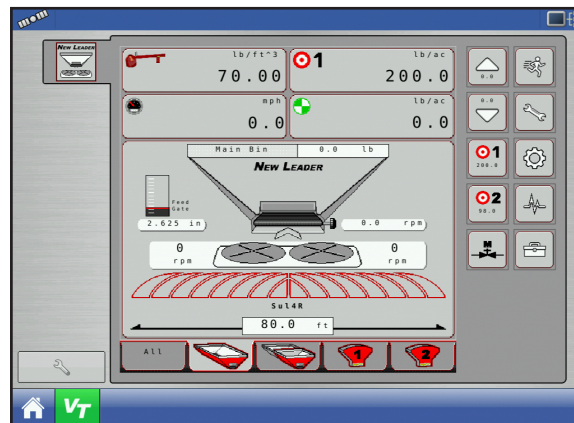 NEW LEADER
lb/ft^3
70.00
1
lb/ac
200.0
mph
0.0
lb/ac
0.0
Main Bin
0.0 lb
NEW LEADER
Feed
Gate
2.625 in
0.0 rpm
0
rpm
0
rpm
Sul4R
80.0 ft
All
1
2
0.0
0.0
1
200.0
2
90.0
M
VT